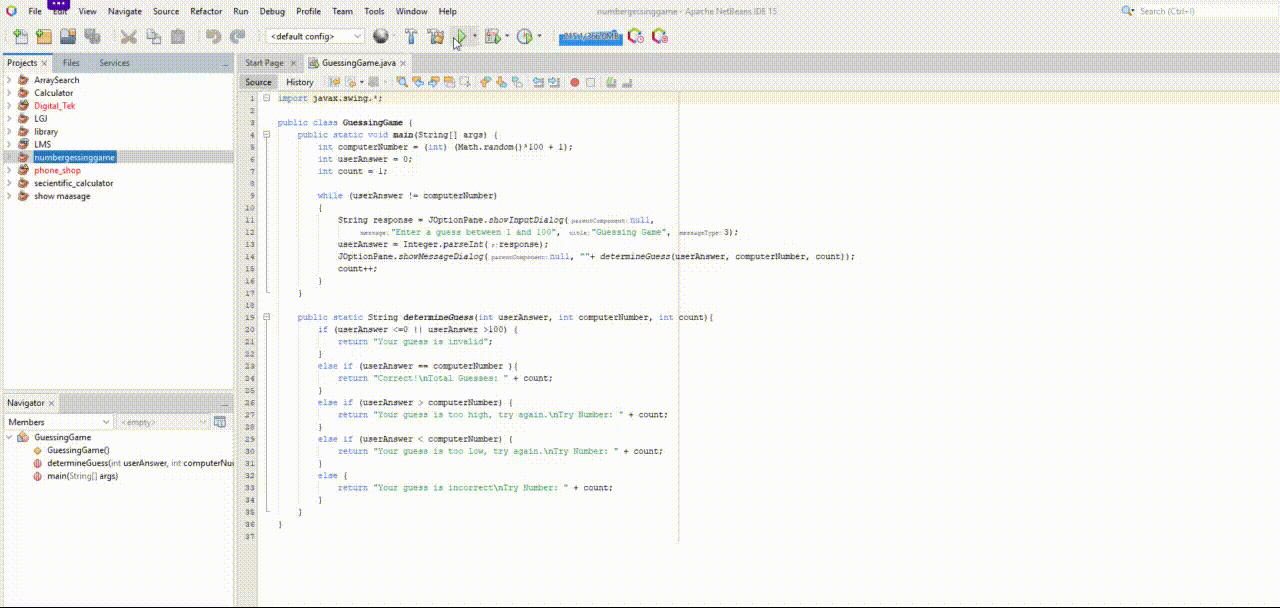 File Edit View Navigate Source Refactor Run Debug Profile Team Tools Window Help numbergessinggame - Apache NetBeans IDE 15 Search (Ctrl+I)
<default config>
Projects Files Services Start Page GuessingGame.java
Source History
ArraySearch
Calculator
Digital_Tek
LGJ
library
LMS
numbergessinggame
phone_shop
secientific_calculator
show maasage
Navigator
Members <empty>
GuessingGame
GuessingGame()
determineGuess(int userAnswer, int computerNu
main(String[] args)
1 import javax.swing.*;
2
3 public class GuessingGame {
4 public static void main(String[] args) {
5 int computerNumber = (int) (Math.random()*100 + 1);
6 int userAnswer = 0;
7 int count = 1;
8
9 while (userAnswer != computerNumber)
10 {
11 String response = JOptionPane.showInputDialog(parentComponent: null,
12 message: "Enter a guess between 1 and 100", title: "Guessing Game", messageType: 3);
13 userAnswer = Integer.parseInt(s: response);
14 JOptionPane.showMessageDialog(parentComponent: null, ""+ determineGuess(userAnswer, computerNumber, count));
15 count++;
16 }
17 }
18
19 public static String determineGuess(int userAnswer, int computerNumber, int count){
20 if (userAnswer <=0 || userAnswer >100) {
21 return "Your guess is invalid";
22 }
23 else if (userAnswer == computerNumber ){
24 return "Correct!\nTotal Guesses: " + count;
25 }
26 else if (userAnswer > computerNumber) {
27 return "Your guess is too high, try again.\nTry Number: " + count;
28 }
29 else if (userAnswer < computerNumber) {
30 return "Your guess is too low, try again.\nTry Number: " + count;
31 }
32 else {
33 return "Your guess is incorrect\nTry Number: " + count;
34 }
35 }
36 }
37